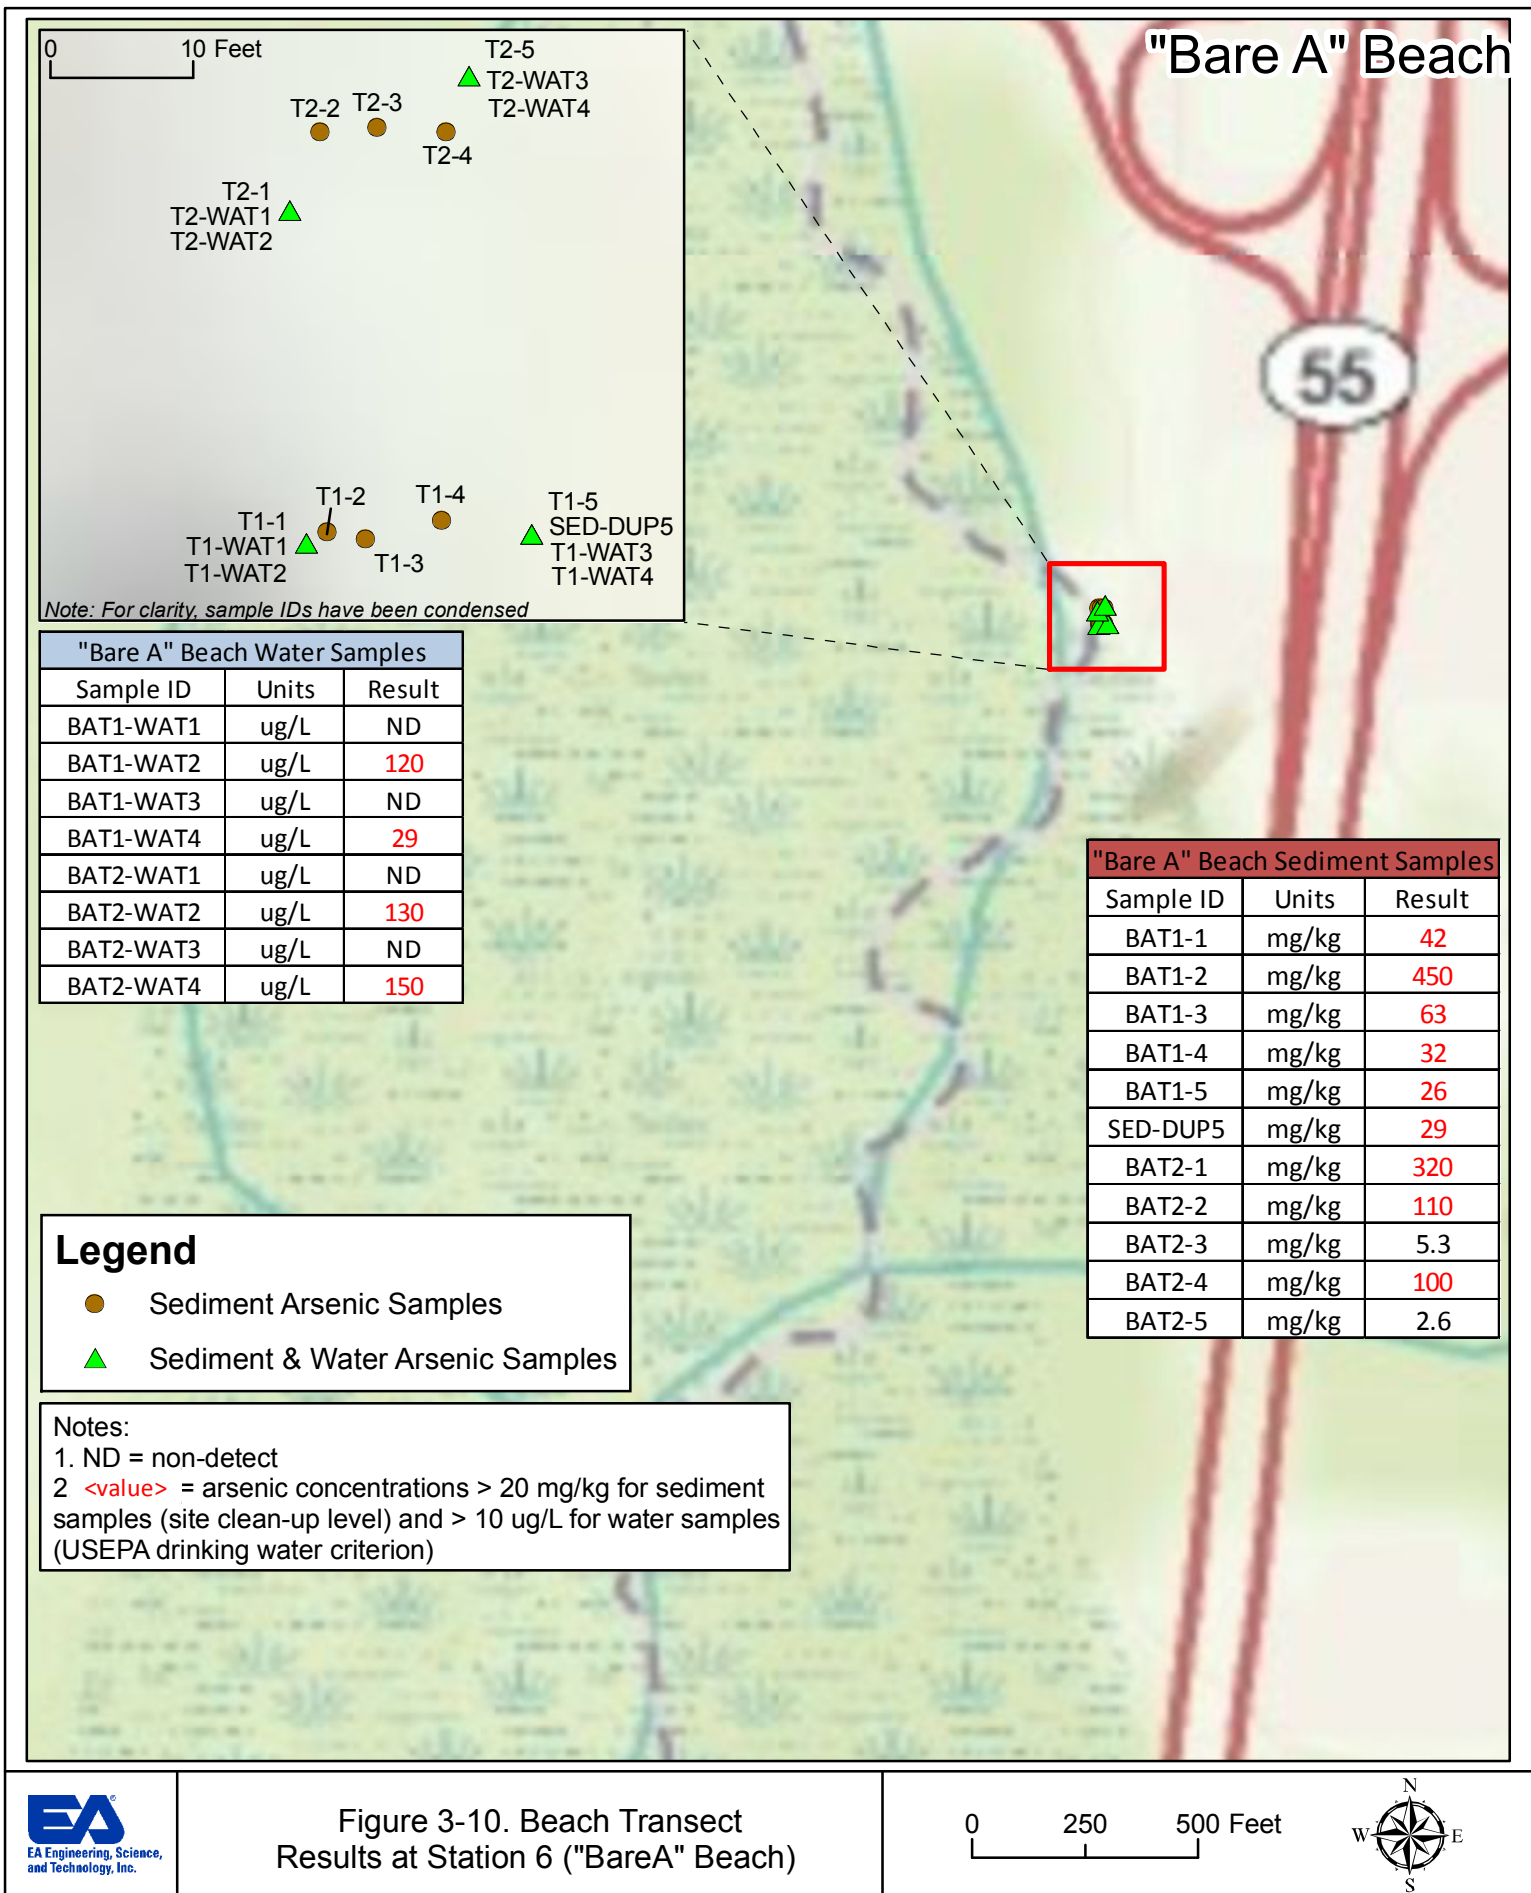 "Bare A" Beach
0 10 Feet
T2-5
T2-WAT3
T2-WAT4
T2-2
T2-3
T2-4
T2-1
T2-WAT1
T2-WAT2
T1-2
T1-4
T1-1
T1-WAT1
T1-WAT2
T1-3
T1-5
SED-DUP5
T1-WAT3
T1-WAT4
Note: For clarity, sample IDs have been condensed
55
"Bare A" Beach Water Samples
Sample ID Units Result
BAT1-WAT1 ug/L ND
BAT1-WAT2 ug/L 120
BAT1-WAT3 ug/L ND
BAT1-WAT4 ug/L 29
BAT2-WAT1 ug/L ND
BAT2-WAT2 ug/L 130
BAT2-WAT3 ug/L ND
BAT2-WAT4 ug/L 150
"Bare A" Beach Sediment Samples
Sample ID Units Result
BAT1-1 mg/kg 42
BAT1-2 mg/kg 450
BAT1-3 mg/kg 63
BAT1-4 mg/kg 32
BAT1-5 mg/kg 26
SED-DUP5 mg/kg 29
BAT2-1 mg/kg 320
BAT2-2 mg/kg 110
BAT2-3 mg/kg 5.3
BAT2-4 mg/kg 100
BAT2-5 mg/kg 2.6
Legend
Sediment Arsenic Samples
Sediment & Water Arsenic Samples
Notes:
1. ND = non-detect
2 <value> = arsenic concentrations > 20 mg/kg for sediment
samples (site clean-up level) and > 10 ug/L for water samples
(USEPA drinking water criterion)
EA®
EA Engineering, Science,
and Technology, Inc.
Figure 3-10. Beach Transect
Results at Station 6 ("BareA" Beach)
0 250 500 Feet
N
W E
S